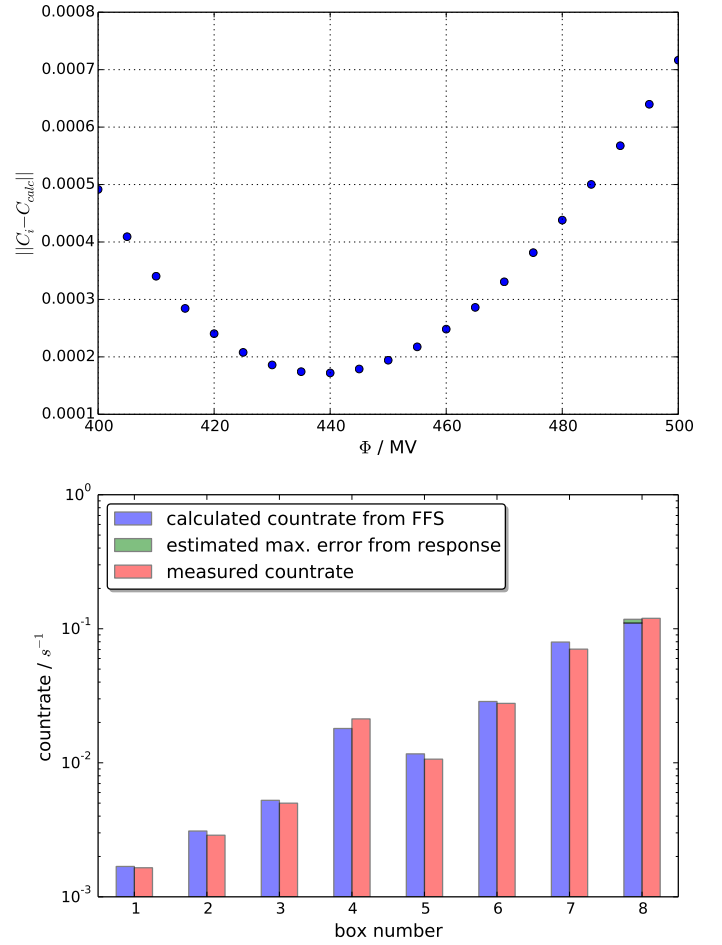 0.0008
0.0007
0.0006
0.0005
0.0004
0.0003
0.0002
0.0001
||C_i−C_calc||
400 420 440 460 480 500
Φ / MV
10^0
10^-1
10^-2
10^-3
countrate / s^−1
calculated countrate from FFS
estimated max. error from response
measured countrate
1 2 3 4 5 6 7 8
box number